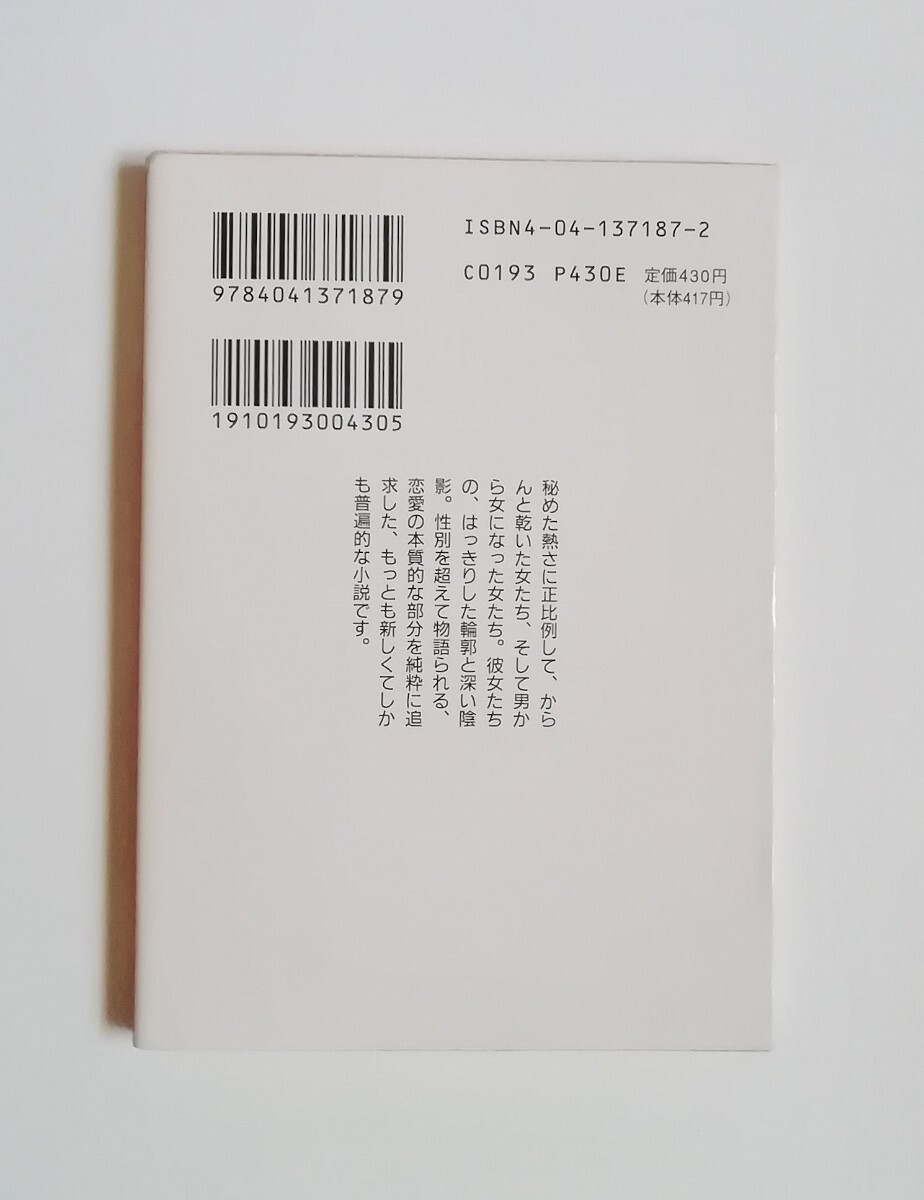 9784041371879
ISBN4-04-137187-2
C0193 P430E 定価430円
(本体417円)
1910193004305
秘めた熱さに正比例して、から
んと乾いた女たち、そして男か
ら女になった女たち。彼女たち
の、はっきりした輪郭と深い陰
影。性別を超えて物語られる、
恋愛の本質的な部分を純粋に追
求した、もっとも新しくてしか
も普遍的な小説です。